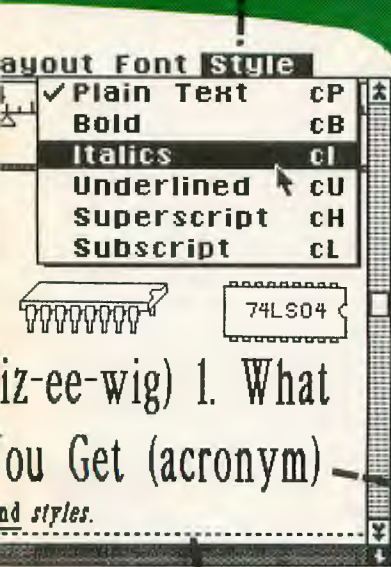 ayout Font Style
✓ Plain Text cP
Bold cB
Italics cI
Underlined cU
Superscript cH
Subscript cL
74LS04
iz-ee-wig) 1. What
You Get (acronym)
nd styles.